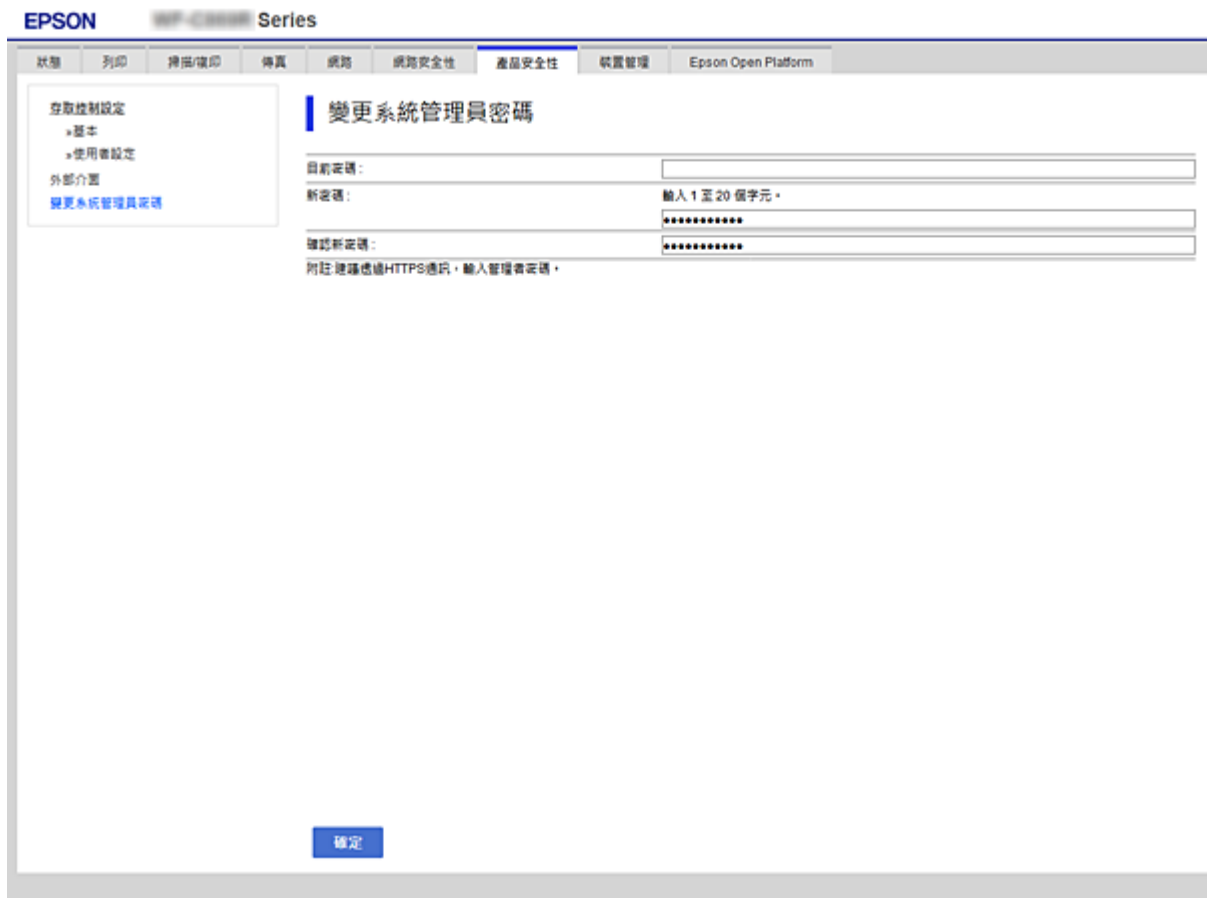 EPSON Series
狀態 列印 掃描/複印 傳真 網路 網路安全性 產品安全性 裝置管理 Epson Open Platform
存取控制設定
»基本
»使用者設定
外部介面
變更系統管理員密碼
變更系統管理員密碼
目前密碼 :
新密碼 : 輸入 1 至 20 個字元。
•••••••••••
確認新密碼 : •••••••••••
附註:建議透過HTTPS通訊，輸入管理者密碼。
確定